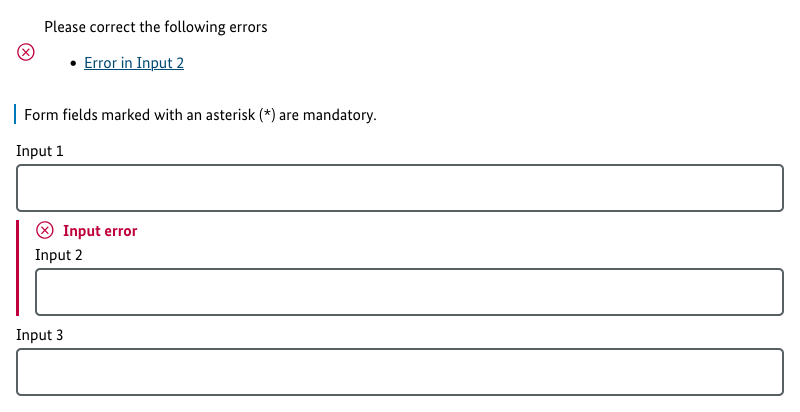 Please correct the following errors
• Error in Input 2
Form fields marked with an asterisk (*) are mandatory.
Input 1
Input error
Input 2
Input 3